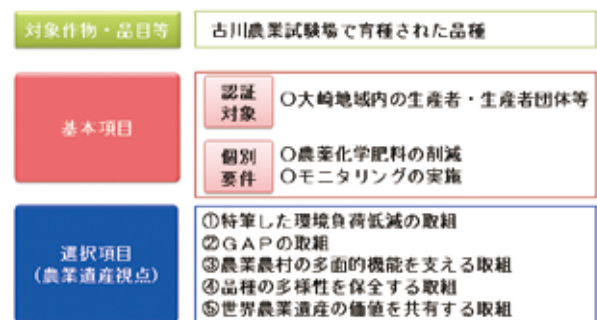 対象作物・品目等
古川農業試験場で育種された品種
基本項目
認証
対象
○大崎地域内の生産者・生産者団体等
個別
要件
○農薬化学肥料の削減
○モニタリングの実施
選択項目
(農業遺産視点)
①特筆した環境負荷低減の取組
②GAPの取組
③農業農村の多面的機能を支える取組
④品種の多様性を保全する取組
⑤世界農業遺産の価値を共有する取組